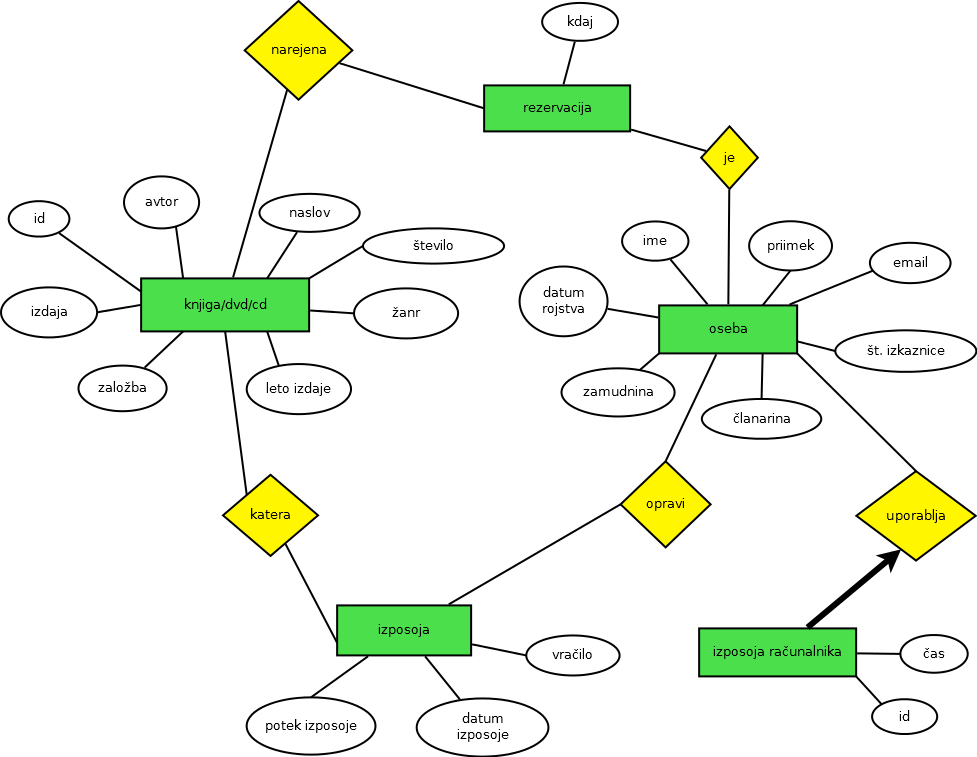 kdaj
narejena
rezervacija
je
avtor
id
naslov
ime
priimek
število
email
datum
rojstva
knjiga/dvd/cd
izdaja
žanr
oseba
št. izkaznice
založba
leto izdaje
zamudnina
članarina
katera
opravi
uporablja
izposoja
vračilo
izposoja računalnika
čas
potek izposoje
datum
izposoje
id